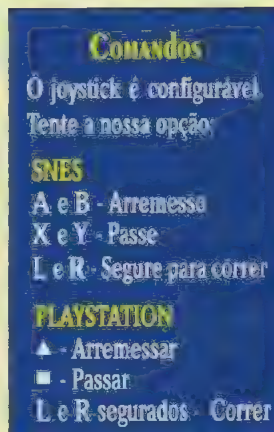 COMANDOS
O joystick é configurável.
Tente a nossa opção:
SNES
A e B - Arremesso
X e Y - Passe
L e R - Segure para correr
PLAYSTATION
▲ - Arremessar
■ - Passar
L e R segurados - Correr